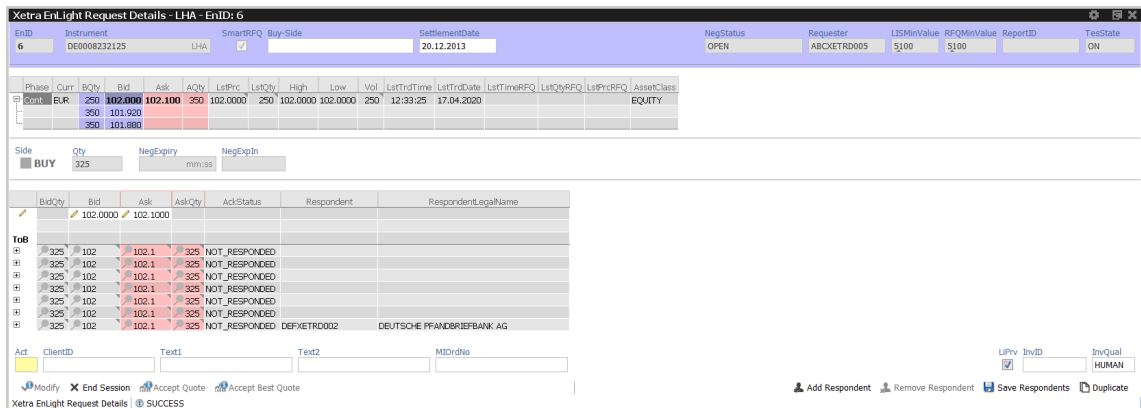 Xetra EnLight Request Details - LHA - EnID: 6
EnID Instrument SmartRFQ Buy-Side SettlementDate NegStatus Requester LISMinValue RFQMinValue ReportID TesState
6 DE0008232125 LHA 20.12.2013 OPEN ABCXETRD005 5100 5100 ON
Phase Curr BQty Bid Ask AQty LstPrc LstQty High Low Vol LstTrdTime LstTrdDate LstTimeRFQ LstQtyRFQ LstPrcRFQ AssetClass
Cont EUR 250 102.000 102.100 350 102.0000 250 102.0000 102.0000 250 12:33:25 17.04.2020 EQUITY
350 101.920
350 101.880
Side Qty NegExpiry NegExpIn
BUY 325 mm:ss
BidQty Bid Ask AskQty AckStatus Respondent RespondentLegalName
102.0000 102.1000
ToB
325 102 102.1 325 NOT_RESPONDED
325 102 102.1 325 NOT_RESPONDED
325 102 102.1 325 NOT_RESPONDED
325 102 102.1 325 NOT_RESPONDED
325 102 102.1 325 NOT_RESPONDED
325 102 102.1 325 NOT_RESPONDED
325 102 102.1 325 NOT_RESPONDED DEFXETRD002 DEUTSCHE PFANDBRIEFBANK AG
Act ClientID Text1 Text2 MIOrdNo LiPrv InvID InvQual
HUMAN
Modify End Session Accept Quote Accept Best Quote Add Respondent Remove Respondent Save Respondents Duplicate
Xetra EnLight Request Details SUCCESS